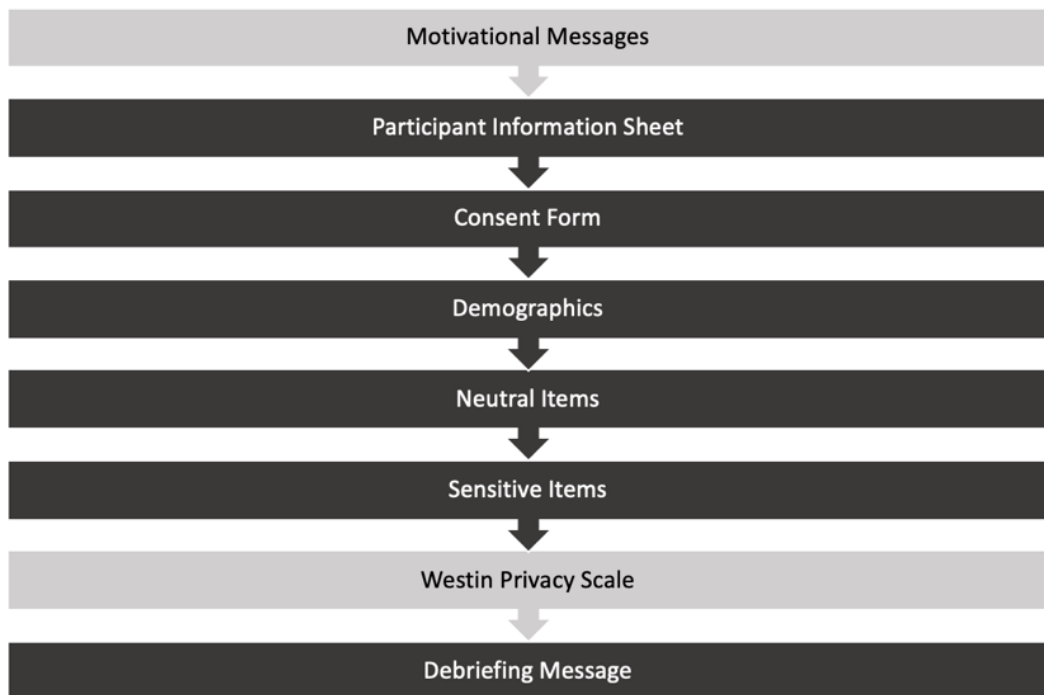 Motivational Messages
Participant Information Sheet
Consent Form
Demographics
Neutral Items
Sensitive Items
Westin Privacy Scale
Debriefing Message